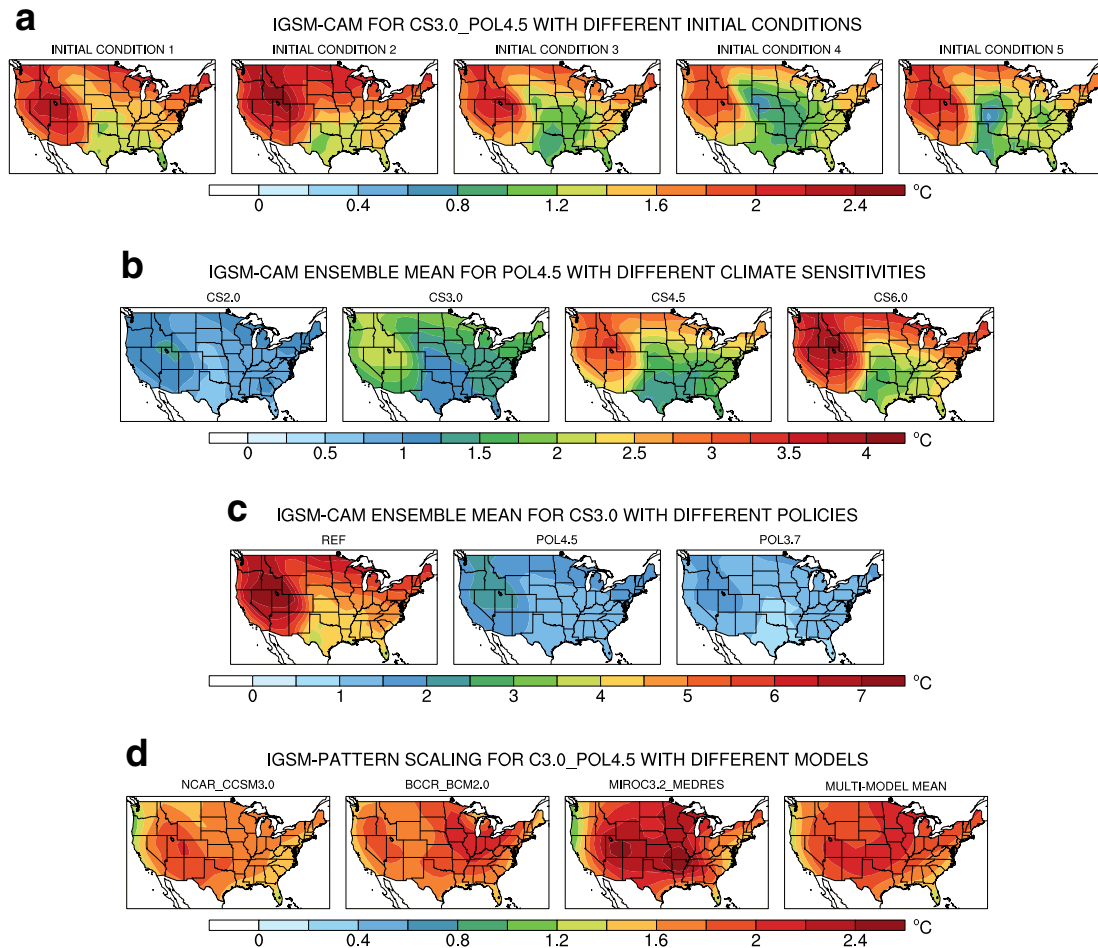 a IGSM-CAM FOR CS3.0_POL4.5 WITH DIFFERENT INITIAL CONDITIONS
INITIAL CONDITION 1 INITIAL CONDITION 2 INITIAL CONDITION 3 INITIAL CONDITION 4 INITIAL CONDITION 5
0 0.4 0.8 1.2 1.6 2 2.4 °C
b IGSM-CAM ENSEMBLE MEAN FOR POL4.5 WITH DIFFERENT CLIMATE SENSITIVITIES
CS2.0 CS3.0 CS4.5 CS6.0
0 0.5 1 1.5 2 2.5 3 3.5 4 °C
c IGSM-CAM ENSEMBLE MEAN FOR CS3.0 WITH DIFFERENT POLICIES
REF POL4.5 POL3.7
0 1 2 3 4 5 6 7 °C
d IGSM-PATTERN SCALING FOR C3.0_POL4.5 WITH DIFFERENT MODELS
NCAR_CCSM3.0 BCCR_BCM2.0 MIROC3.2_MEDRES MULTI-MODEL MEAN
0 0.4 0.8 1.2 1.6 2 2.4 °C